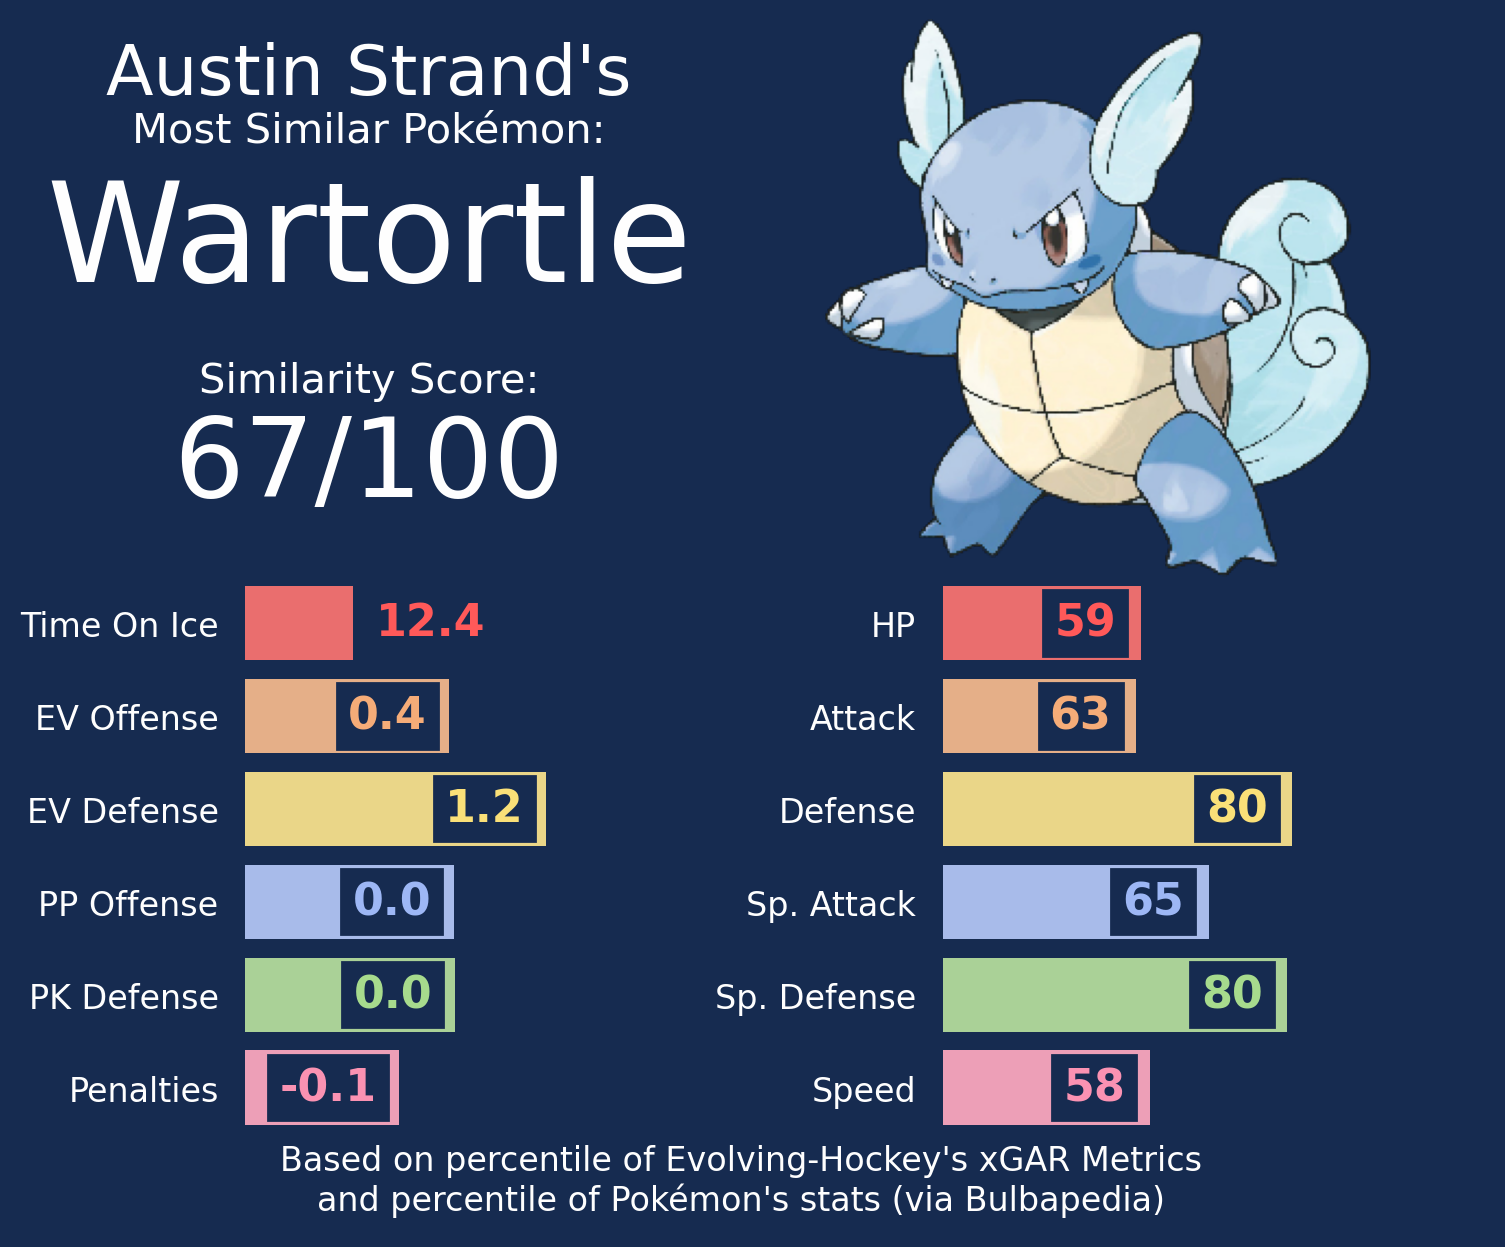 Austin Strand's
Most Similar Pokémon:
Wartortle
Similarity Score:
67/100
Time On Ice 12.4
EV Offense 0.4
EV Defense 1.2
PP Offense 0.0
PK Defense 0.0
Penalties -0.1
HP 59
Attack 63
Defense 80
Sp. Attack 65
Sp. Defense 80
Speed 58
Based on percentile of Evolving-Hockey's xGAR Metrics
and percentile of Pokémon's stats (via Bulbapedia)